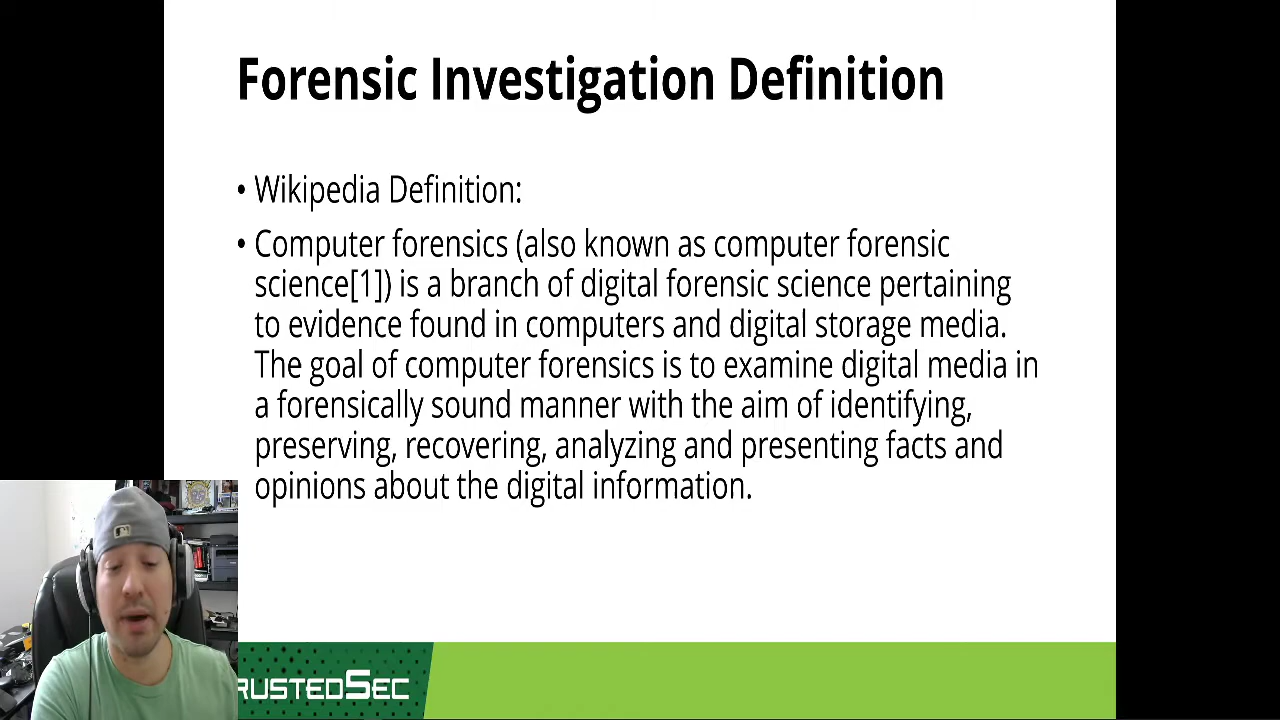 Forensic Investigation Definition
• Wikipedia Definition:
• Computer forensics (also known as computer forensic
science[1]) is a branch of digital forensic science pertaining
to evidence found in computers and digital storage media.
The goal of computer forensics is to examine digital media in
a forensically sound manner with the aim of identifying,
preserving, recovering, analyzing and presenting facts and
opinions about the digital information.
RUSTEDSEC